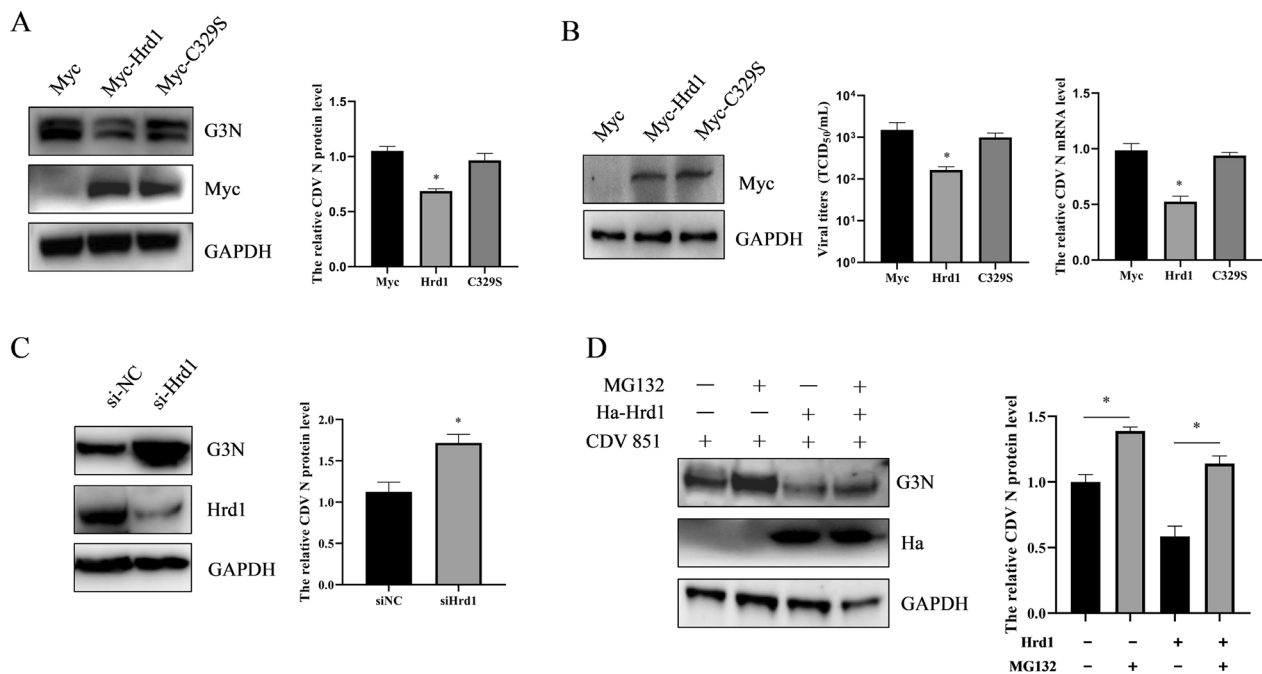 A
Myc
Myc-Hrd1
Myc-C329S
G3N
Myc
GAPDH
The relative CDV N protein level
1.5
1.0
0.5
0.0
Myc
Hrd1
C329S
*
B
Myc
Myc-Hrd1
Myc-C329S
Myc
GAPDH
Viral titers (TCID50/mL)
10⁴
10³
10²
10¹
10⁰
Myc
Hrd1
C329S
*
The relative CDV N mRNA level
1.5
1.0
0.5
0.0
Myc
Hrd1
C329S
*
C
si-NC
si-Hrd1
G3N
Hrd1
GAPDH
The relative CDV N protein level
2.0
1.5
1.0
0.5
0.0
siNC
siHrd1
*
D
MG132 — + — +
Ha-Hrd1 — — + +
CDV 851 + + + +
G3N
Ha
GAPDH
The relative CDV N protein level
1.5
1.0
0.5
0.0
*
*
Hrd1 − − + +
MG132 − + − +